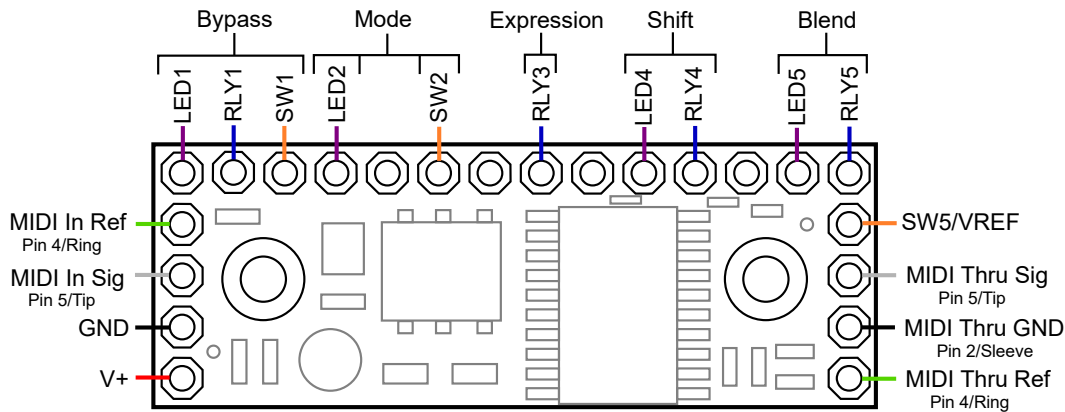 Bypass Mode Expression Shift Blend
LED1 RLY1 SW1 LED2 SW2 RLY3 LED4 RLY4 LED5 RLY5
MIDI In Ref
Pin 4/Ring
MIDI In Sig
Pin 5/Tip
GND
V+
SW5/VREF
MIDI Thru Sig
Pin 5/Tip
MIDI Thru GND
Pin 2/Sleeve
MIDI Thru Ref
Pin 4/Ring